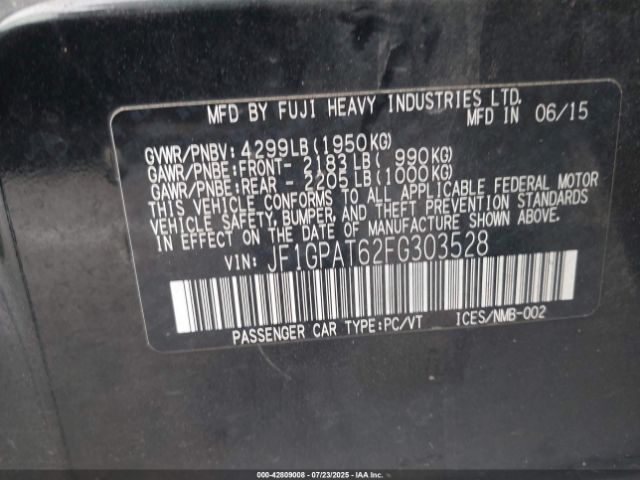 MFD BY FUJI HEAVY INDUSTRIES LTD.
MFD IN 06/15
GVWR/PNBV: 4299LB(1950KG)
GAWR/PNBE:FRONT- 2183LB( 990KG)
GAWR/PNBE:REAR - 2205LB(1000KG)
THIS VEHICLE CONFORMS TO ALL APPLICABLE FEDERAL MOTOR
VEHICLE SAFETY, BUMPER, AND THEFT PREVENTION STANDARDS
IN EFFECT ON THE DATE OF MANUFACTURE SHOWN ABOVE.
VIN: JF1GPAT62FG303528
PASSENGER CAR TYPE:PC/VT ICES/NMB-002
000-42809008 - 07/23/2025 - IAAI.com